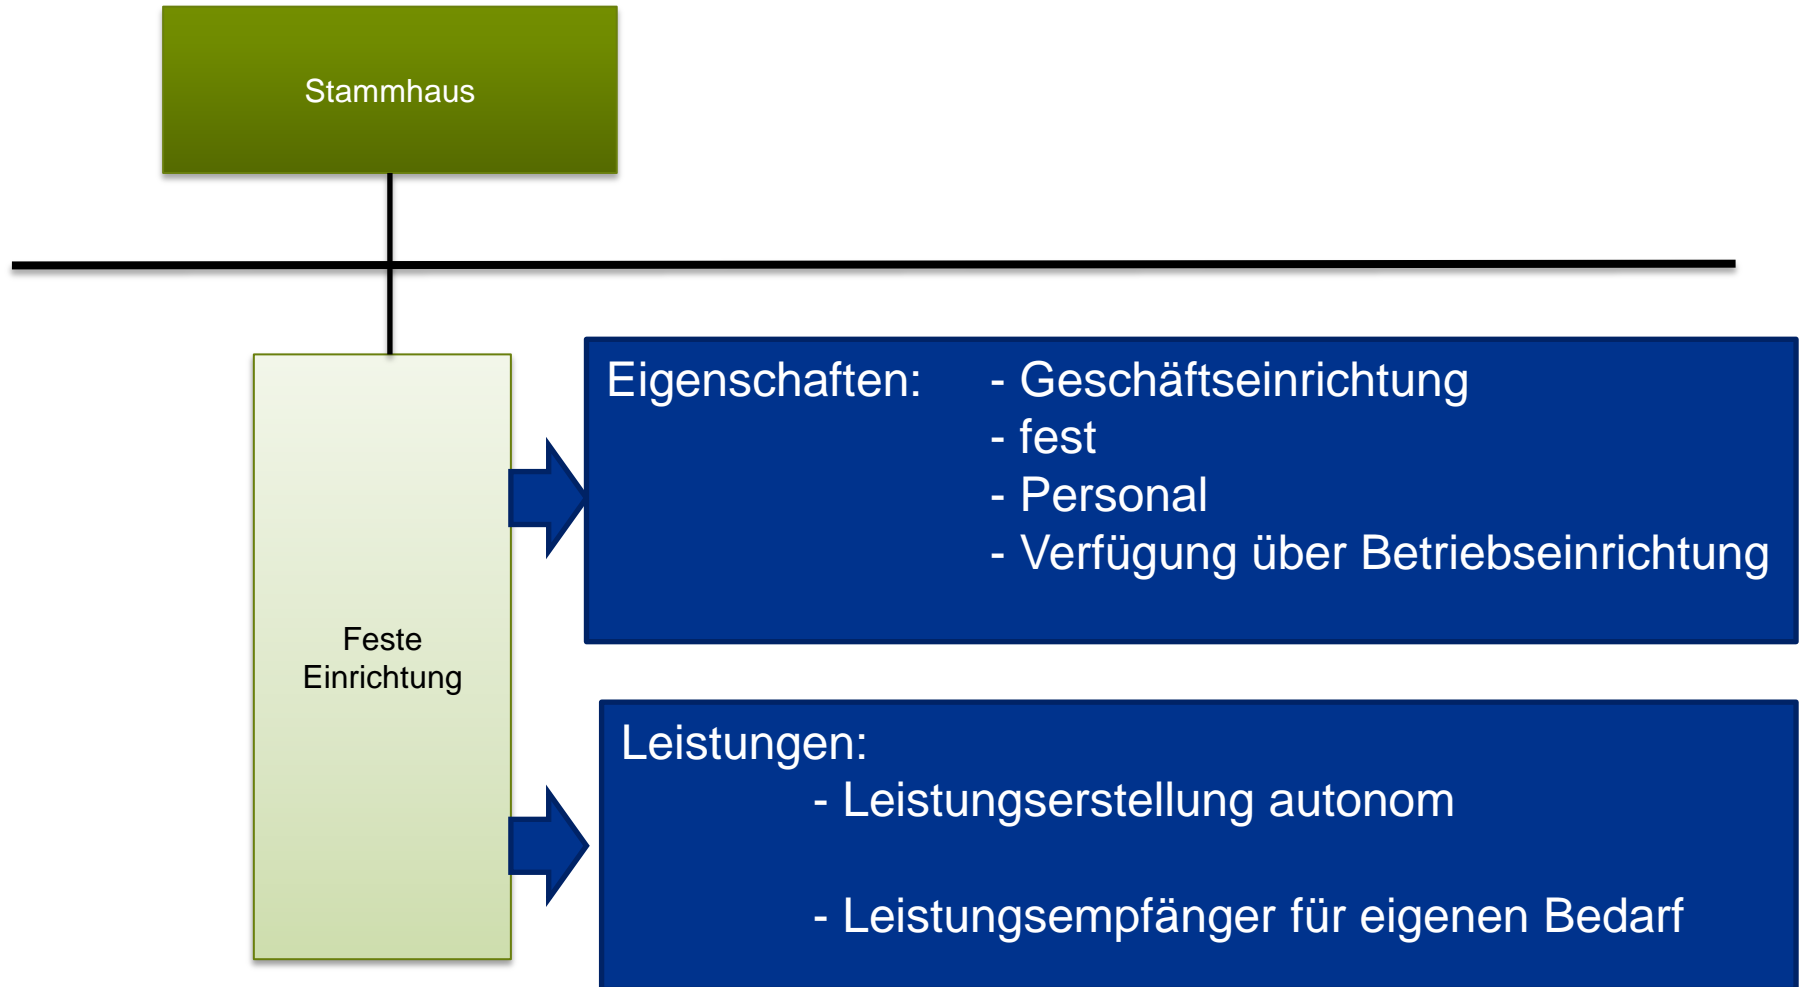 Stammhaus
Eigenschaften: - Geschäftseinrichtung
- fest
- Personal
- Verfügung über Betriebseinrichtung
Feste
Einrichtung
Leistungen:
- Leistungserstellung autonom
- Leistungsempfänger für eigenen Bedarf